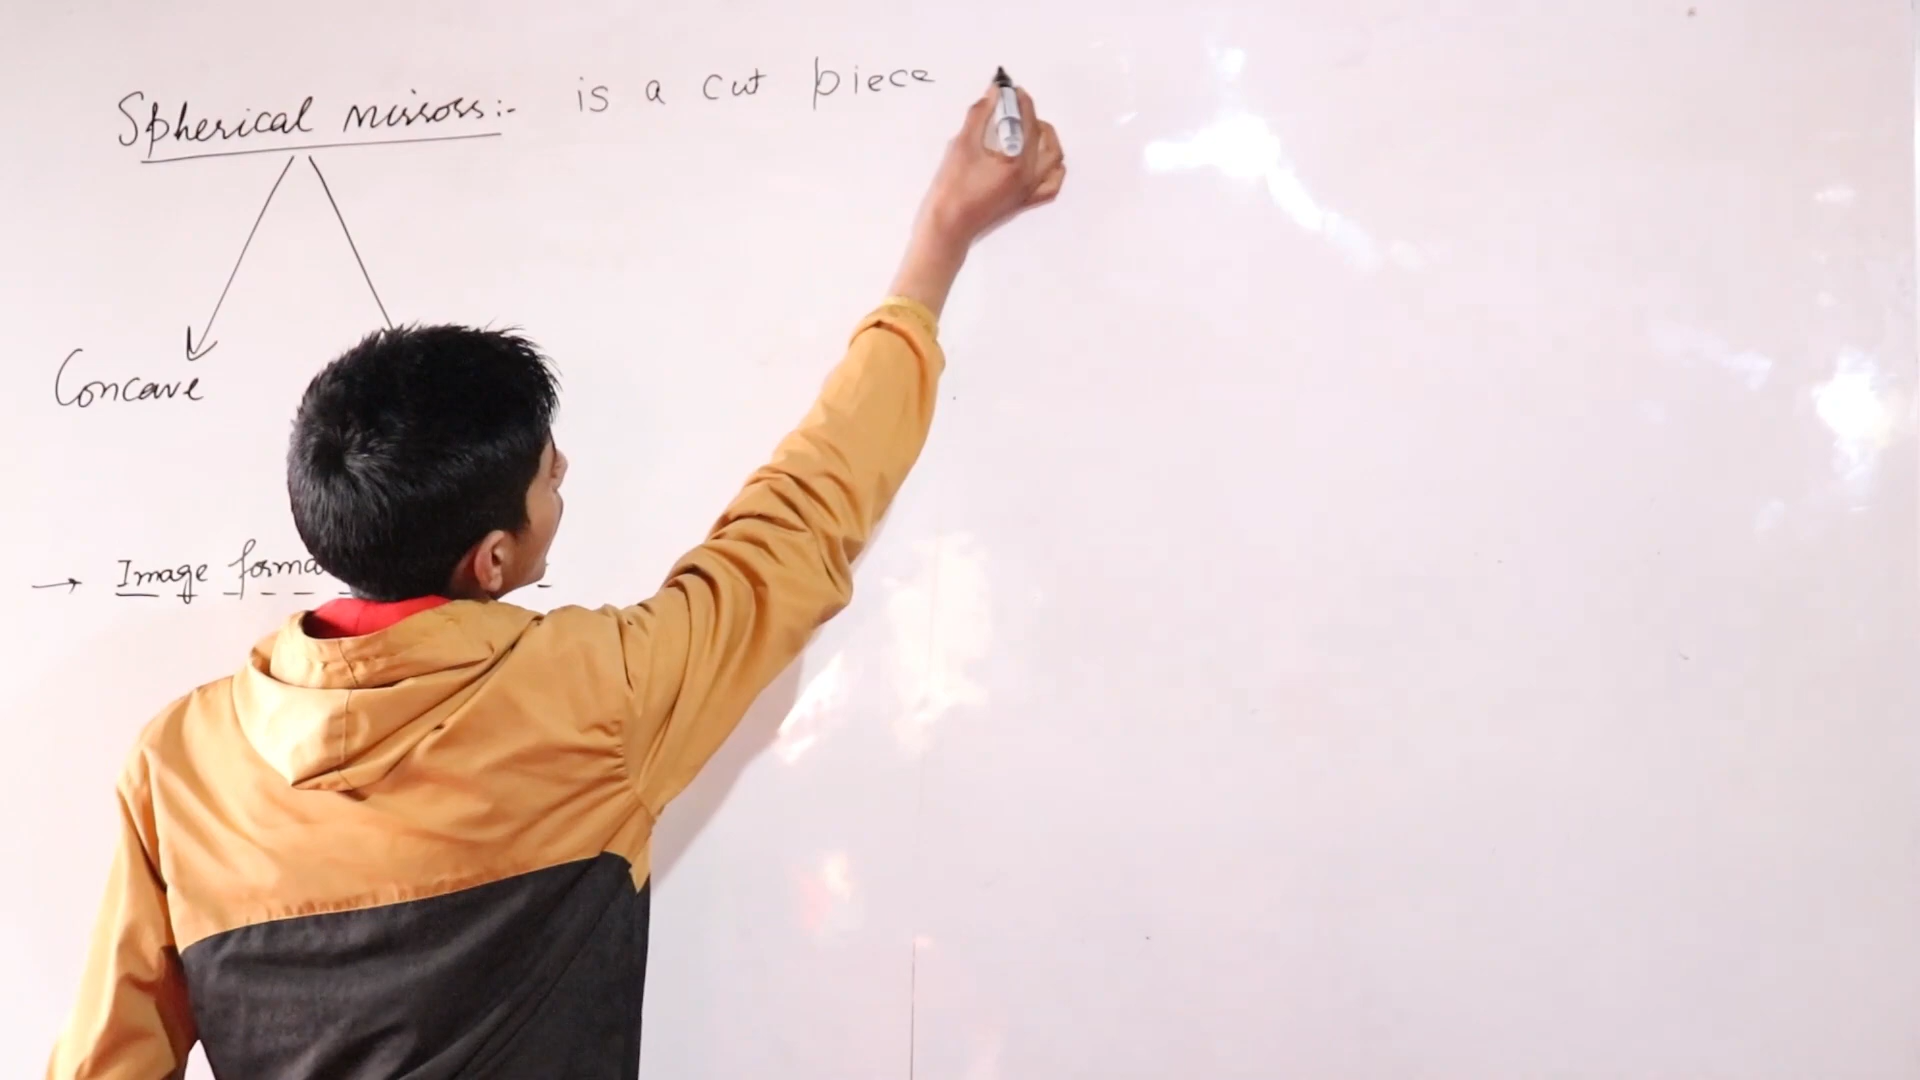 Spherical mirrors:- is a cut piece
Concave
→ Image forma